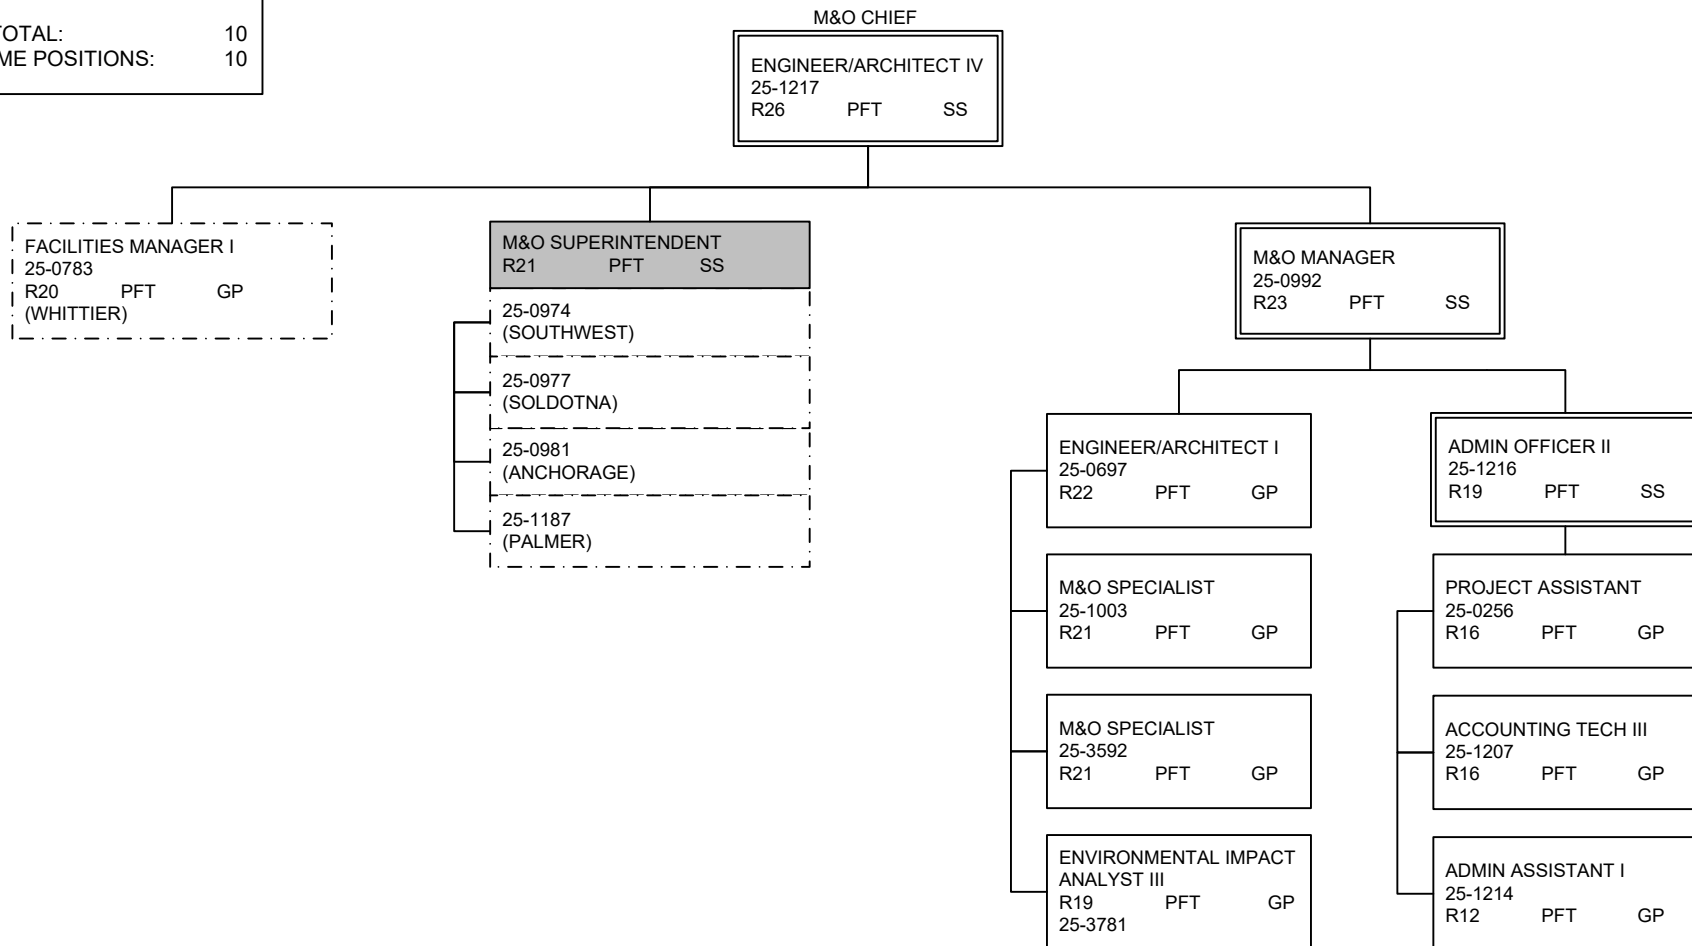 OTAL: 10
ME POSITIONS: 10
M&O CHIEF
ENGINEER/ARCHITECT IV
25-1217
R26 PFT SS
FACILITIES MANAGER I
25-0783
R20 PFT GP
(WHITTIER)
M&O SUPERINTENDENT
R21 PFT SS
25-0974
(SOUTHWEST)
25-0977
(SOLDOTNA)
25-0981
(ANCHORAGE)
25-1187
(PALMER)
M&O MANAGER
25-0992
R23 PFT SS
ENGINEER/ARCHITECT I
25-0697
R22 PFT GP
M&O SPECIALIST
25-1003
R21 PFT GP
M&O SPECIALIST
25-3592
R21 PFT GP
ENVIRONMENTAL IMPACT
ANALYST III
R19 PFT GP
25-3781
ADMIN OFFICER II
25-1216
R19 PFT SS
PROJECT ASSISTANT
25-0256
R16 PFT GP
ACCOUNTING TECH III
25-1207
R16 PFT GP
ADMIN ASSISTANT I
25-1214
R12 PFT GP